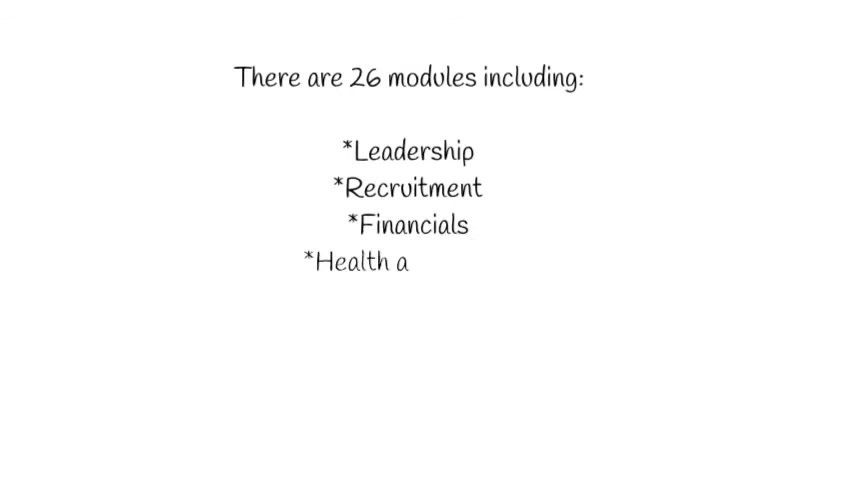 There are 26 modules including:
*Leadership
*Recruitment
*Financials
*Health a